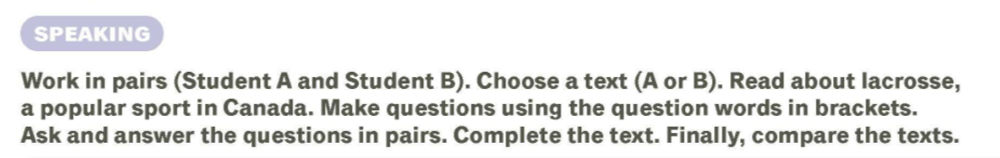 SPEAKING
Work in pairs (Student A and Student B). Choose a text (A or B). Read about lacrosse,
a popular sport in Canada. Make questions using the question words in brackets.
Ask and answer the questions in pairs. Complete the text. Finally, compare the texts.